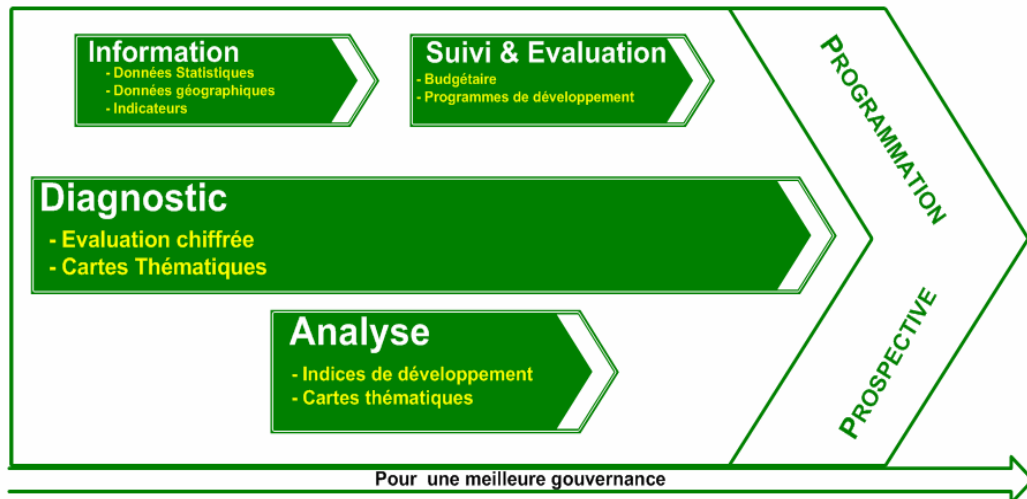 Information
- Données Statistiques
- Données géographiques
- Indicateurs
Suivi & Evaluation
- Budgétaire
- Programmes de développement
Diagnostic
- Evaluation chiffrée
- Cartes Thématiques
Analyse
- Indices de développement
- Cartes thématiques
PROGRAMMATION
PROSPECTIVE
Pour une meilleure gouvernance